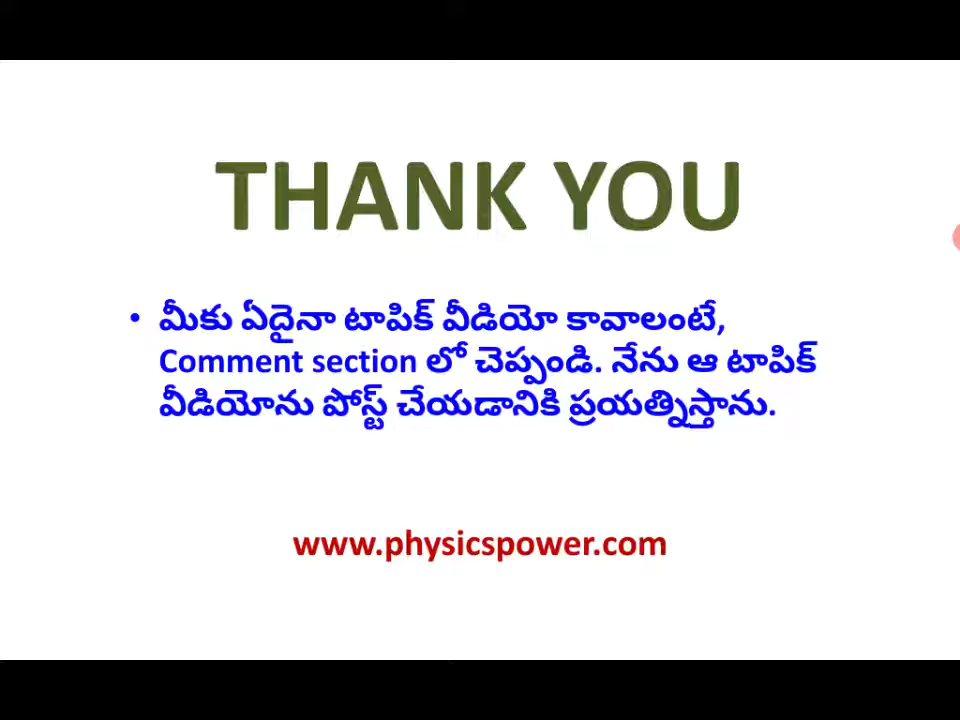 THANK YOU
• మీకు ఏదైనా టాపిక్ వీడియో కావాలంటే,
Comment section లో చెప్పండి. నేను ఆ టాపిక్
వీడియోను పోస్ట్ చేయడానికి ప్రయత్నిస్తాను.
www.physicspower.com